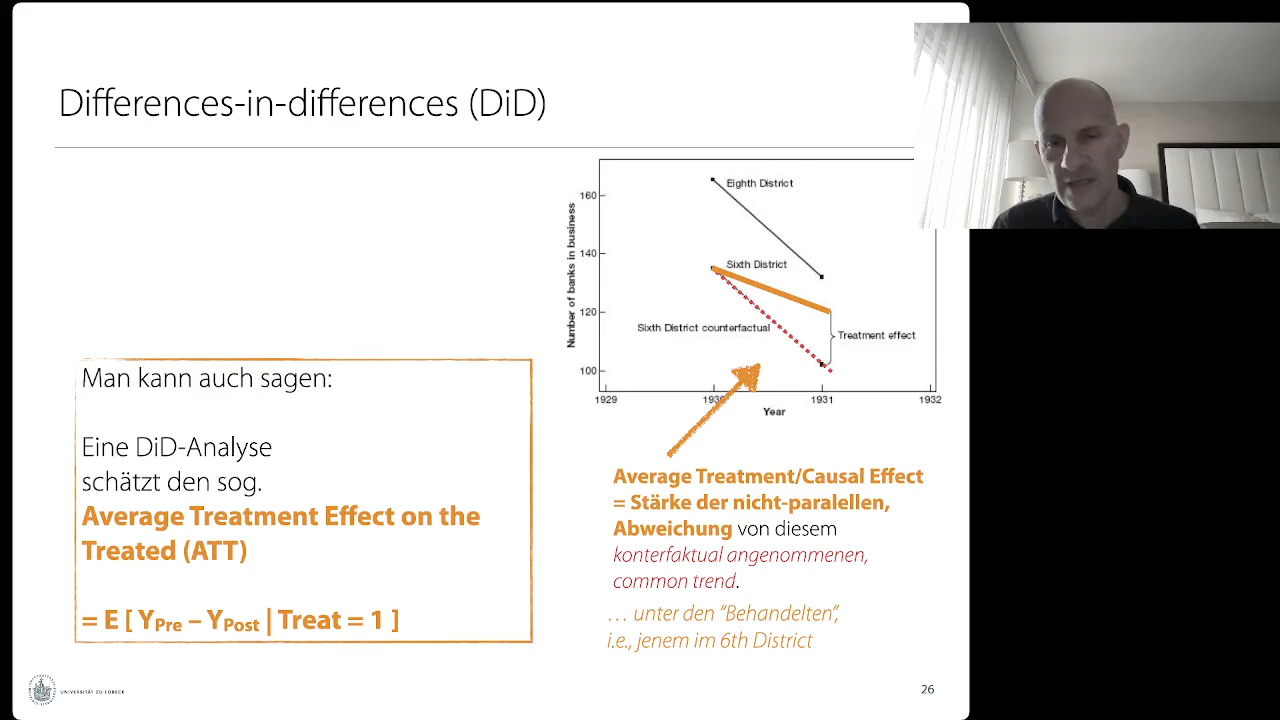 Differences-in-differences (DiD)
Number of banks in business
160
140
120
100
Eighth District
Sixth District
Sixth District counterfactual
Treatment effect
1929
1930
1931
1932
Year
Man kann auch sagen:
Eine DiD-Analyse
schätzt den sog.
Average Treatment Effect on the
Treated (ATT)
= E [ YPre – YPost | Treat = 1 ]
Average Treatment/Causal Effect
= Stärke der nicht-paralellen,
Abweichung von diesem
konterfaktual angenommenen,
common trend.
… unter den “Behandelten”,
i.e., jenem im 6th District
UNIVERSITÄT ZU LÜBECK
26